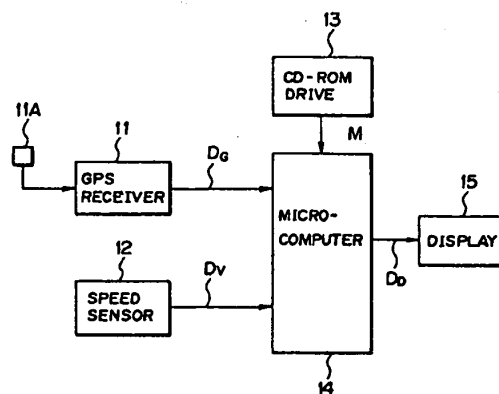 13
CD-ROM
DRIVE
M
11A
11
GPS
RECEIVER
DG
12
SPEED
SENSOR
DV
MICRO-
COMPUTER
14
DD
15
DISPLAY